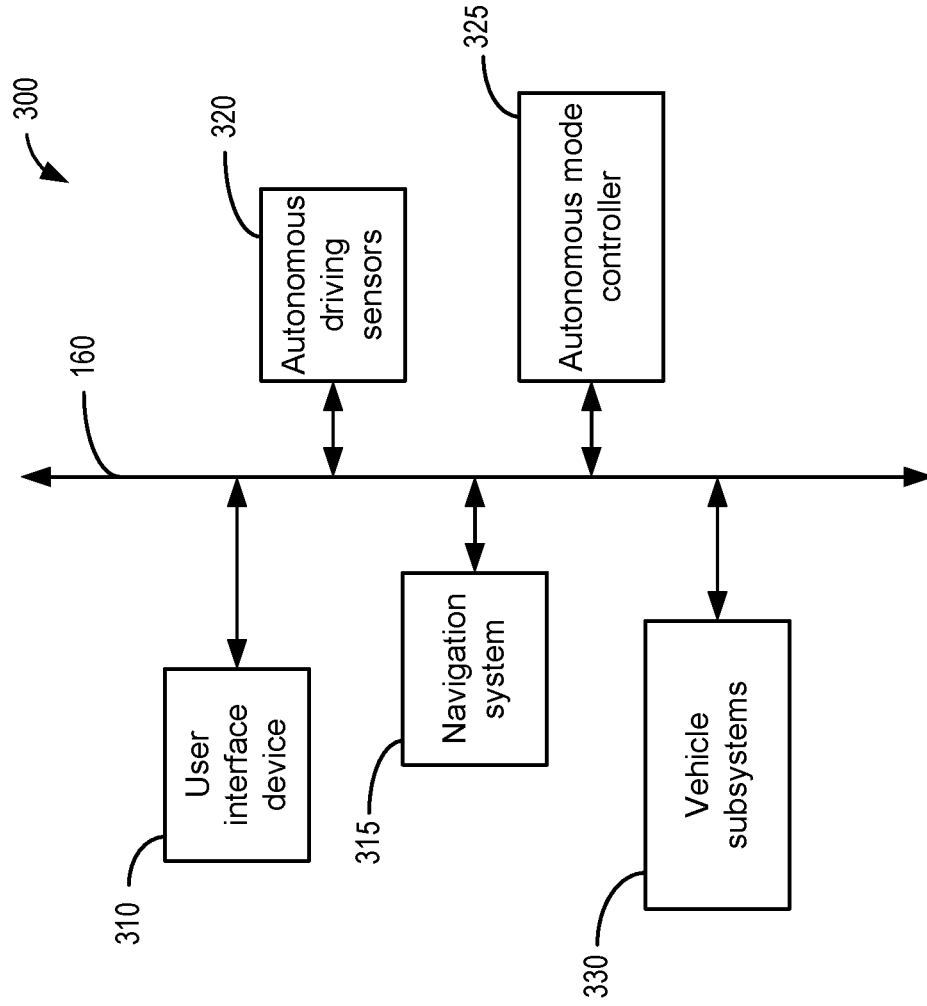 300
160
310
User
interface
device
320
Autonomous
driving
sensors
315
Navigation
system
325
Autonomous mode
controller
330
Vehicle
subsystems